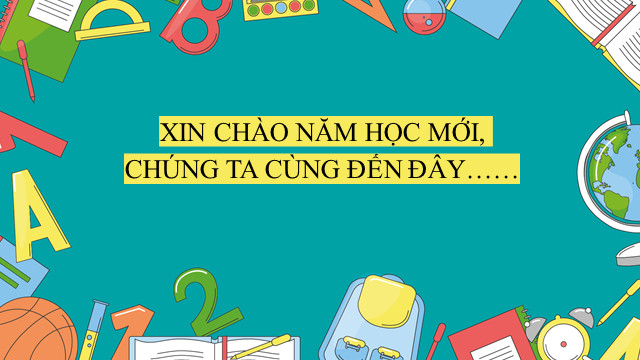 XIN CHÀO NĂM HỌC MỚI,
CHÚNG TA CÙNG ĐẾN ĐÂY……